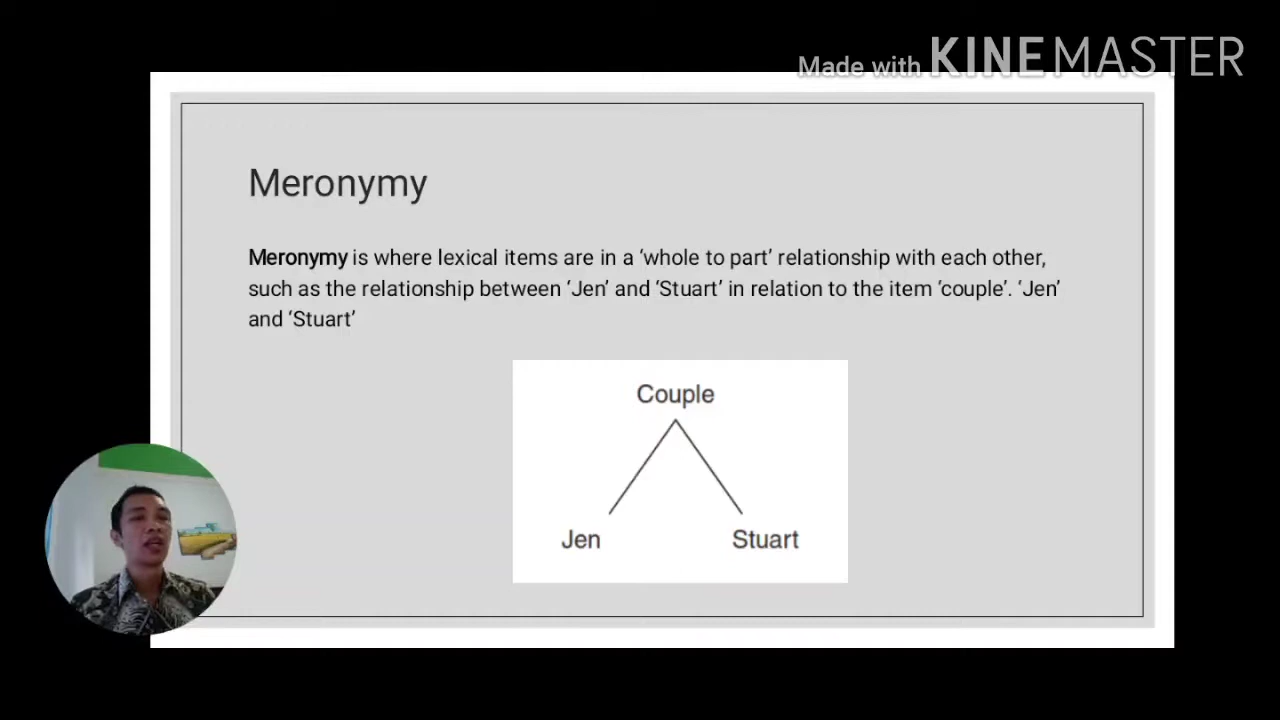 Made with KINEMASTER
Meronymy
Meronymy is where lexical items are in a ‘whole to part’ relationship with each other,
such as the relationship between ‘Jen’ and ‘Stuart’ in relation to the item ‘couple’. ‘Jen’
and ‘Stuart’
Couple
Jen Stuart